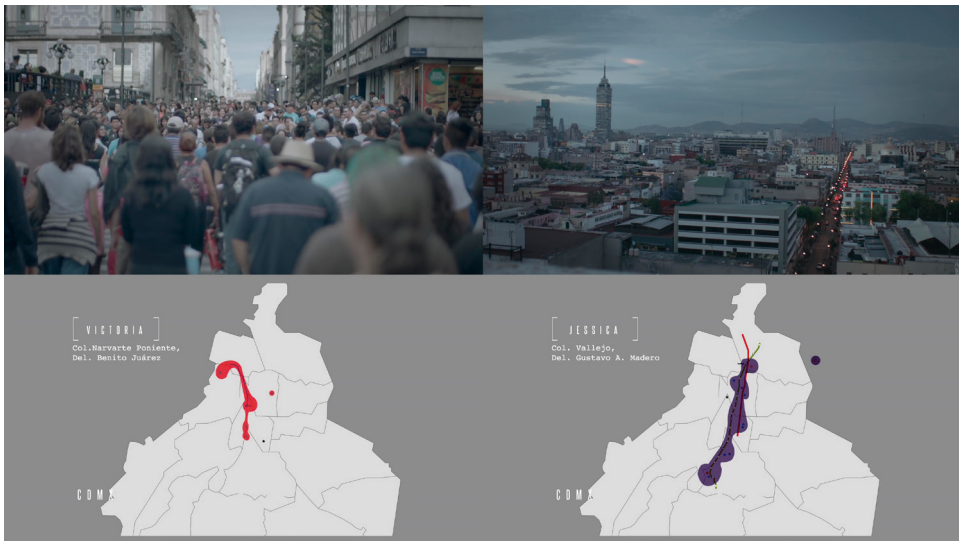 VICTORIA
Col.Narvarte Poniente,
Del. Benito Juárez
CDMX
JESSICA
Col. Vallejo,
Del. Gustavo A. Madero
CDMX